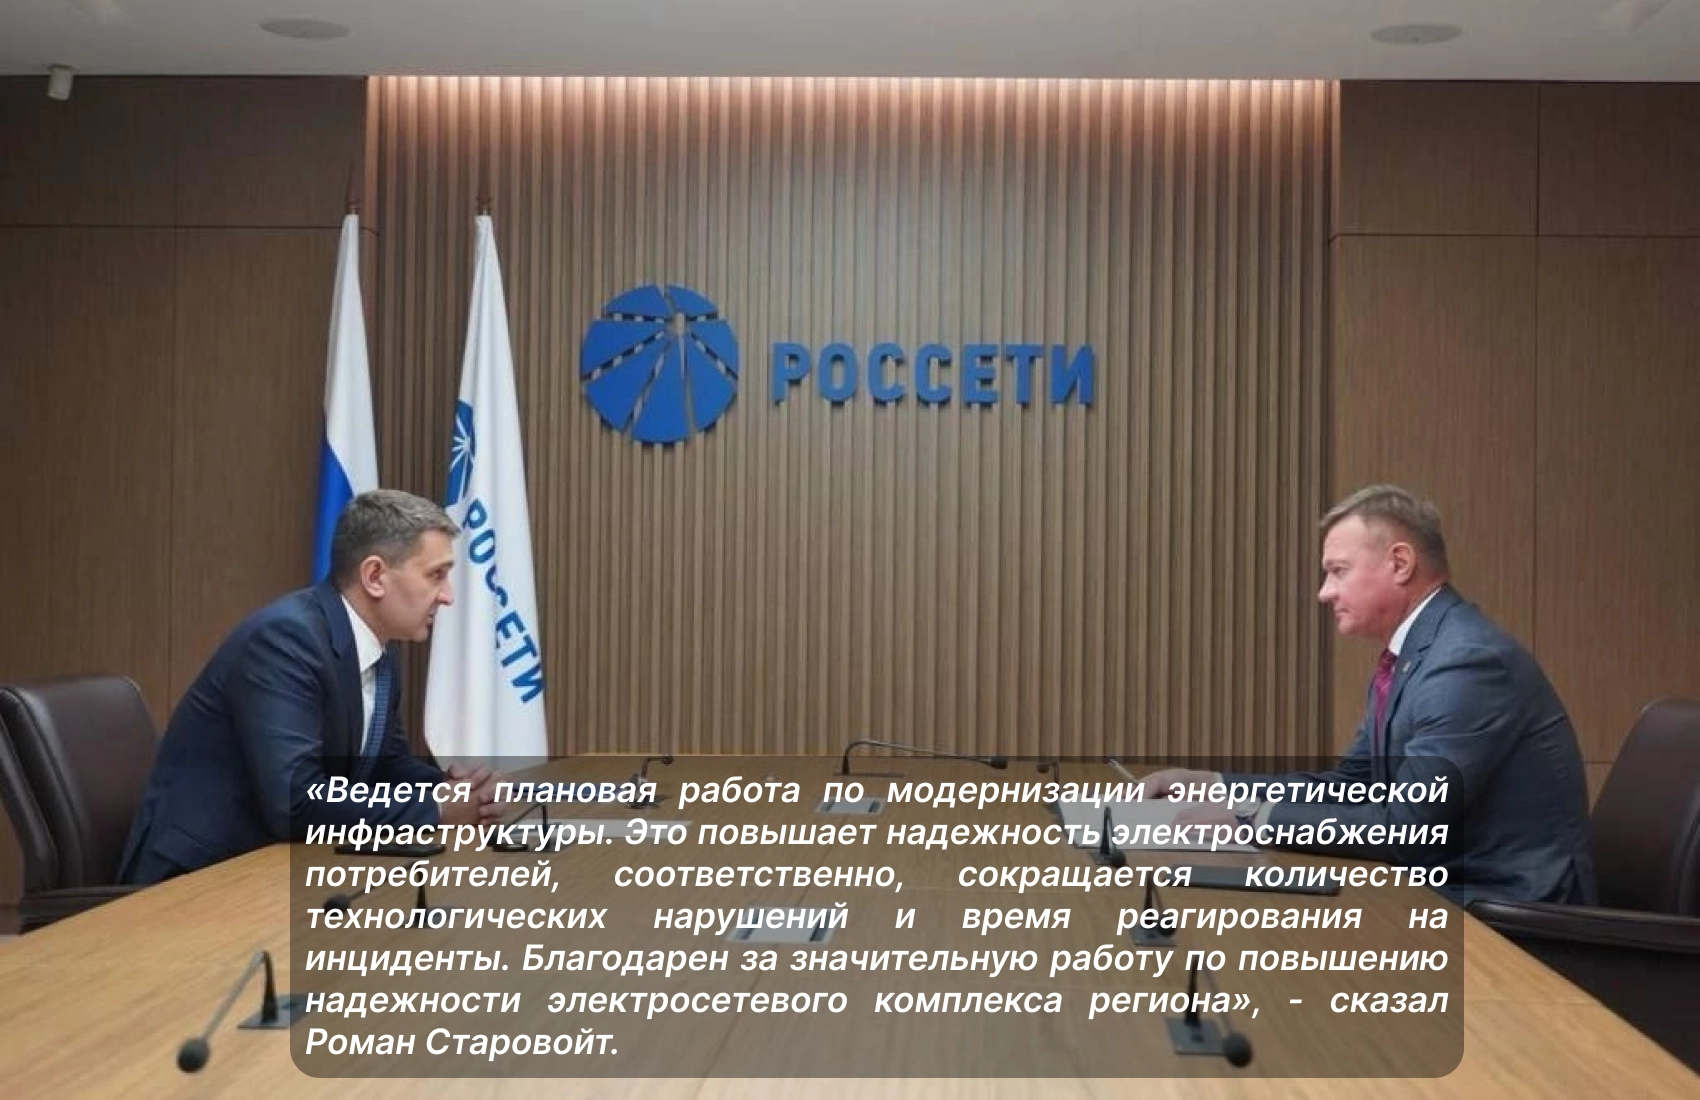 РОССЕТИ
РОССЕТИ
«Ведется плановая работа по модернизации энергетической
инфраструктуры. Это повышает надежность электроснабжения
потребителей, соответственно, сокращается количество
технологических нарушений и время реагирования на
инциденты. Благодарен за значительную работу по повышению
надежности электросетевого комплекса региона», - сказал
Роман Старовойт.